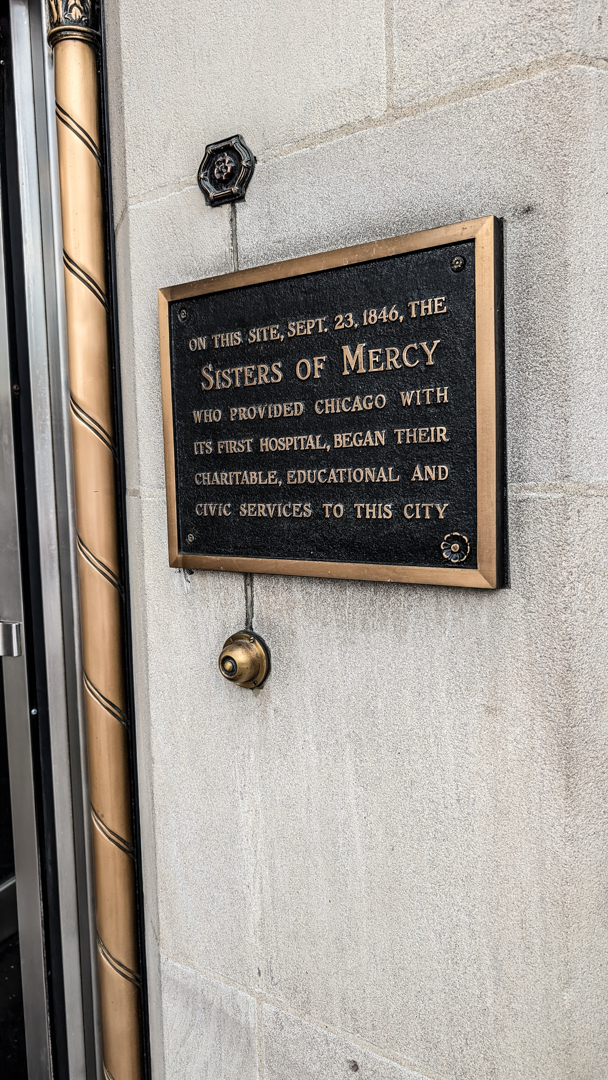 ON THIS SITE, SEPT. 23, 1846, THE
SISTERS OF MERCY
WHO PROVIDED CHICAGO WITH
ITS FIRST HOSPITAL, BEGAN THEIR
CHARITABLE, EDUCATIONAL AND
CIVIC SERVICES TO THIS CITY